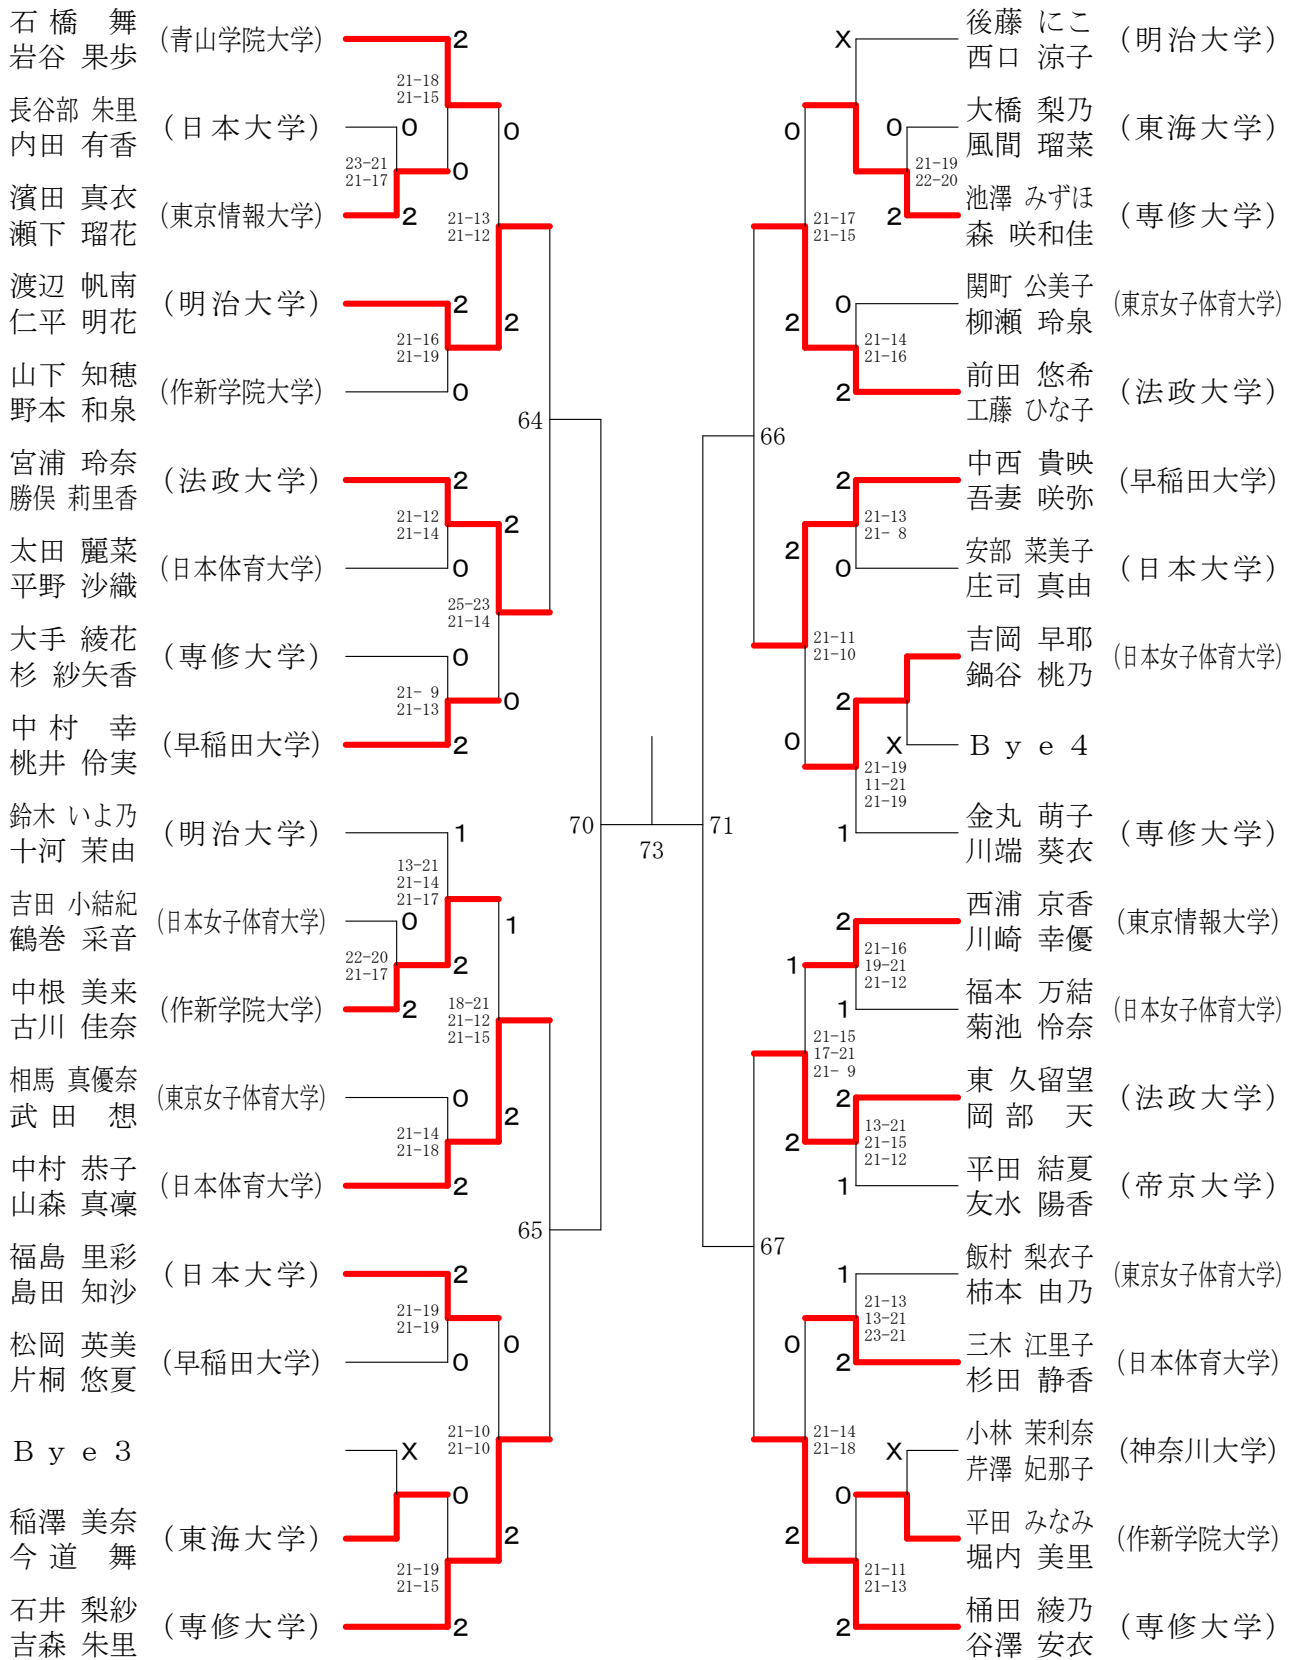 石橋 舞
岩谷 果歩
(青山学院大学)
2
21-18
21-15
0
長谷部 朱里
内田 有香
(日本大学)
0
23-21
21-17
0
濱田 真衣
瀬下 瑠花
(東京情報大学)
2
21-13
21-12
渡辺 帆南
仁平 明花
(明治大学)
2
2
21-16
21-19
山下 知穂
野本 和泉
(作新学院大学)
0
64
宮浦 玲奈
勝俣 莉里香
(法政大学)
2
21-12
21-14
2
太田 麗菜
平野 沙織
(日本体育大学)
0
25-23
21-14
大手 綾花
杉 紗矢香
(専修大学)
0
21- 9
21-13
0
中村 幸
桃井 伶実
(早稲田大学)
2
70
鈴木 いよ乃
十河 茉由
(明治大学)
1
13-21
21-14
21-17
1
吉田 小結紀
鶴巻 采音
(日本女子体育大学)
0
22-20
21-17
2
中根 美来
古川 佳奈
(作新学院大学)
2
18-21
21-12
21-15
相馬 真優奈
武田 想
(東京女子体育大学)
0
2
21-14
21-18
中村 恭子
山森 真凜
(日本体育大学)
2
65
福島 里彩
島田 知沙
(日本大学)
2
21-19
21-19
0
松岡 英美
片桐 悠夏
(早稲田大学)
0
21-10
21-10
Bye3
X
0
稲澤 美奈
今道 舞
(東海大学)
2
21-19
21-15
石井 梨紗
吉森 朱里
(専修大学)
2
73
後藤 にこ
西口 涼子
(明治大学)
X
0
大橋 梨乃
風間 瑠菜
(東海大学)
0
21-19
22-20
池澤 みずほ
森 咲和佳
(専修大学)
2
21-17
21-15
関町 公美子
柳瀬 玲泉
(東京女子体育大学)
0
2
21-14
21-16
前田 悠希
工藤 ひな子
(法政大学)
2
66
中西 貴映
吾妻 咲弥
(早稲田大学)
2
21-13
21- 8
2
安部 菜美子
庄司 真由
(日本大学)
0
21-11
21-10
吉岡 早耶
鍋谷 桃乃
(日本女子体育大学)
2
0
Bye4
X
21-19
11-21
21-19
金丸 萌子
川端 葵衣
(専修大学)
1
71
西浦 京香
川崎 幸優
(東京情報大学)
2
21-16
19-21
21-12
1
福本 万結
菊池 怜奈
(日本女子体育大学)
1
21-15
17-21
21- 9
東 久留望
岡部 天
(法政大学)
2
13-21
21-15
21-12
2
平田 結夏
友水 陽香
(帝京大学)
1
67
飯村 梨衣子
柿本 由乃
(東京女子体育大学)
1
21-13
13-21
23-21
0
三木 江里子
杉田 静香
(日本体育大学)
2
21-14
21-18
小林 茉利奈
芹澤 妃那子
(神奈川大学)
X
0
平田 みなみ
堀内 美里
(作新学院大学)
2
21-11
21-13
桶田 綾乃
谷澤 安衣
(専修大学)
2